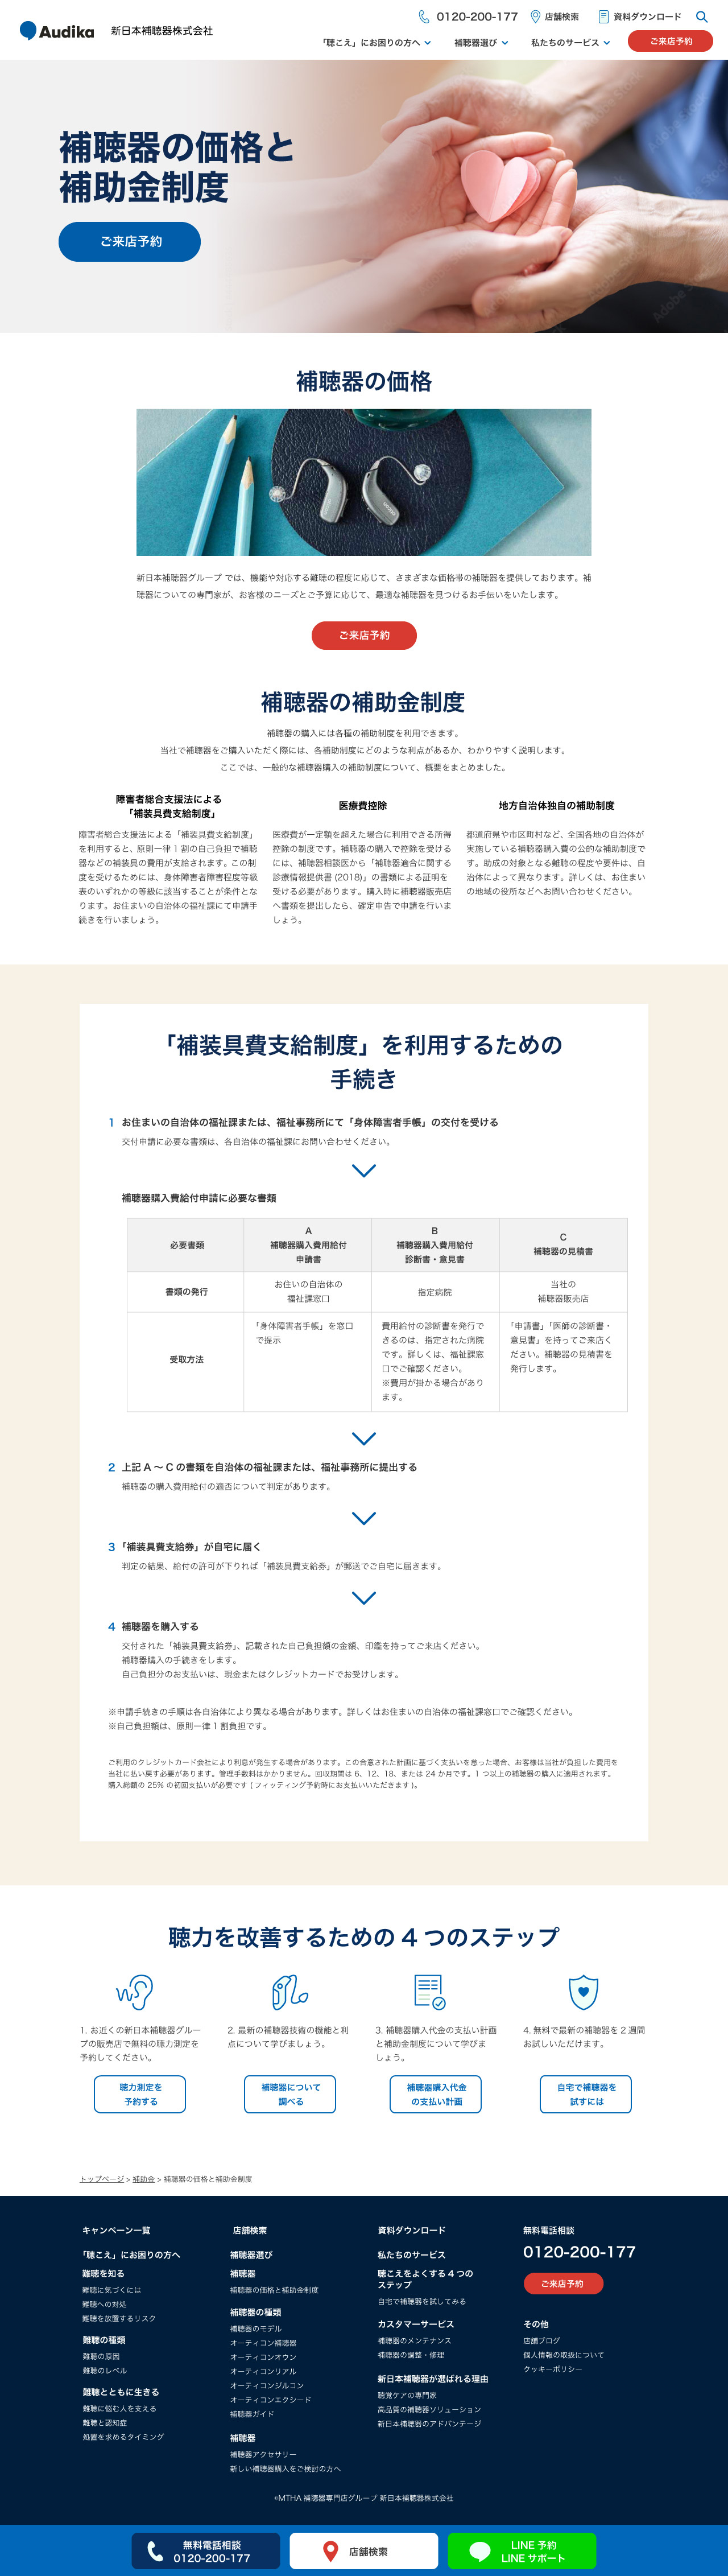 Audika
新日本補聴器株式会社
0120-200-177
店舗検索
資料ダウンロード
「聴こえ」にお困りの方へ
補聴器選び
私たちのサービス
ご来店予約
補聴器の価格と
補助金制度
ご来店予約
補聴器の価格
新日本補聴器グループ では、機能や対応する難聴の程度に応じて、さまざまな価格帯の補聴器を提供しております。補
聴器についての専門家が、お客様のニーズとご予算に応じて、最適な補聴器を見つけるお手伝いをいたします。
ご来店予約
補聴器の補助金制度
補聴器の購入には各種の補助制度を利用できます。
当社で補聴器をご購入いただく際には、各補助制度にどのような利点があるか、わかりやすく説明します。
ここでは、一般的な補聴器購入の補助制度について、概要をまとめました。
障害者総合支援法による
「補装具費支給制度」
障害者総合支援法による「補装具費支給制度」
を利用すると、原則一律 1 割の自己負担で補聴
器などの補装具の費用が支給されます。この制
度を受けるためには、身体障害者障害程度等級
表のいずれかの等級に該当することが条件とな
ります。お住まいの自治体の福祉課にて申請手
続きを行いましょう。
医療費控除
医療費が一定額を超えた場合に利用できる所得
控除の制度です。補聴器の購入で控除を受ける
には、補聴器相談医から「補聴器適合に関する
診療情報提供書 (2018)」の書類による証明を
受ける必要があります。購入時に補聴器販売店
へ書類を提出したら、確定申告で申請を行いま
しょう。
地方自治体独自の補助制度
都道府県や市区町村など、全国各地の自治体が
実施している補聴器購入費の公的な補助制度で
す。助成の対象となる難聴の程度や要件は、自
治体によって異なります。詳しくは、お住まい
の地域の役所などへお問い合わせください。
「補装具費支給制度」を利用するための
手続き
1 お住まいの自治体の福祉課または、福祉事務所にて「身体障害者手帳」の交付を受ける
交付申請に必要な書類は、各自治体の福祉課にお問い合わせください。
補聴器購入費給付申請に必要な書類
必要書類
A
補聴器購入費用給付
申請書
B
補聴器購入費用給付
診断書・意見書
C
補聴器の見積書
書類の発行
お住いの自治体の
福祉課窓口
指定病院
当社の
補聴器販売店
受取方法
「身体障害者手帳」を窓口
で提示
費用給付の診断書を発行で
きるのは、指定された病院
です。詳しくは、福祉課窓
口でご確認ください。
※費用が掛かる場合があり
ます。
「申請書」「医師の診断書・
意見書」を持ってご来店く
ださい。補聴器の見積書を
発行します。
2 上記 A ～ C の書類を自治体の福祉課または、福祉事務所に提出する
補聴器の購入費用給付の適否について判定があります。
3 「補装具費支給券」が自宅に届く
判定の結果、給付の許可が下りれば「補装具費支給券」が郵送でご自宅に届きます。
4 補聴器を購入する
交付された「補装具費支給券」、記載された自己負担額の金額、印鑑を持ってご来店ください。
補聴器購入の手続きをします。
自己負担分のお支払いは、現金またはクレジットカードでお受けします。
※申請手続きの手順は各自治体により異なる場合があります。詳しくはお住まいの自治体の福祉課窓口でご確認ください。
※自己負担額は、原則一律 1 割負担です。
ご利用のクレジットカード会社により利息が発生する場合があります。この合意された計画に基づく支払いを怠った場合、お客様は当社が負担した費用を
当社に払い戻す必要があります。管理手数料はかかりません。回収期間は 6、12、18、または 24 か月です。1 つ以上の補聴器の購入に適用されます。
購入総額の 25% の初回支払いが必要です ( フィッティング予約時にお支払いいただきます )。
聴力を改善するための 4 つのステップ
1. お近くの新日本補聴器グルー
プの販売店で無料の聴力測定を
予約してください。
聴力測定を
予約する
2. 最新の補聴器技術の機能と利
点について学びましょう。
補聴器について
調べる
3. 補聴器購入代金の支払い計画
と補助金制度について学びま
しょう。
補聴器購入代金
の支払い計画
4. 無料で最新の補聴器を 2 週間
お試しいただけます。
自宅で補聴器を
試すには
トップページ > 補助金 > 補聴器の価格と補助金制度
キャンペーン一覧
「聴こえ」にお困りの方へ
難聴を知る
難聴に気づくには
難聴への対処
難聴を放置するリスク
難聴の種類
難聴の原因
難聴のレベル
難聴とともに生きる
難聴に悩む人を支える
難聴と認知症
処置を求めるタイミング
店舗検索
補聴器選び
補聴器
補聴器の価格と補助金制度
補聴器の種類
補聴器のモデル
オーティコン補聴器
オーティコンオウン
オーティコンリアル
オーティコンジルコン
オーティコンエクシード
補聴器ガイド
補聴器
補聴器アクセサリー
新しい補聴器購入をご検討の方へ
資料ダウンロード
私たちのサービス
聴こえをよくする 4 つの
ステップ
自宅で補聴器を試してみる
カスタマーサービス
補聴器のメンテナンス
補聴器の調整・修理
新日本補聴器が選ばれる理由
聴覚ケアの専門家
高品質の補聴器ソリューション
新日本補聴器のアドバンテージ
無料電話相談
0120-200-177
ご来店予約
その他
店舗ブログ
個人情報の取扱について
クッキーポリシー
©MTHA 補聴器専門店グループ 新日本補聴器株式会社
無料電話相談
0120-200-177
店舗検索
LINE 予約
LINE サポート